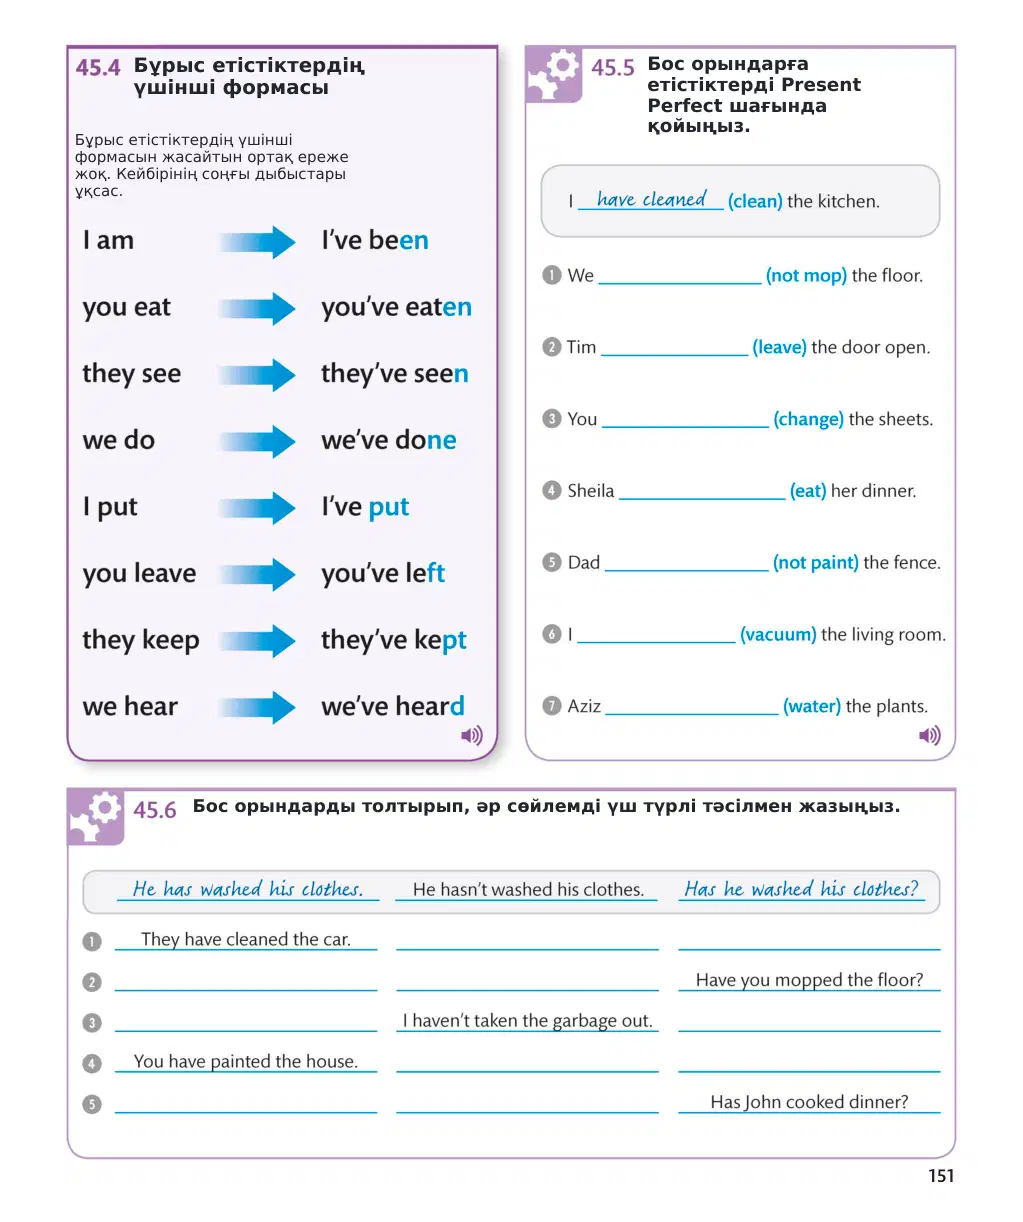 45.4 Бұрыс етістіктердің
үшінші формасы
Бұрыс етістіктердің үшінші
формасын жасайтын ортақ ереже
жоқ. Кейбірінің соңғы дыбыстары
ұқсас.
I am I’ve been
you eat you’ve eaten
they see they’ve seen
we do we’ve done
I put I’ve put
you leave you’ve left
they keep they’ve kept
we hear we’ve heard
45.5 Бос орындарға
етістіктерді Present
Perfect шағында
қойыңыз.
I have cleaned (clean) the kitchen.
1 We (not mop) the floor.
2 Tim (leave) the door open.
3 You (change) the sheets.
4 Sheila (eat) her dinner.
5 Dad (not paint) the fence.
6 I (vacuum) the living room.
7 Aziz (water) the plants.
45.6 Бос орындарды толтырып, әр сөйлемді үш түрлі тәсілмен жазыңыз.
He has washed his clothes. He hasn’t washed his clothes. Has he washed his clothes?
1 They have cleaned the car.
2 Have you mopped the floor?
3 I haven’t taken the garbage out.
4 You have painted the house.
5 Has John cooked dinner?
151